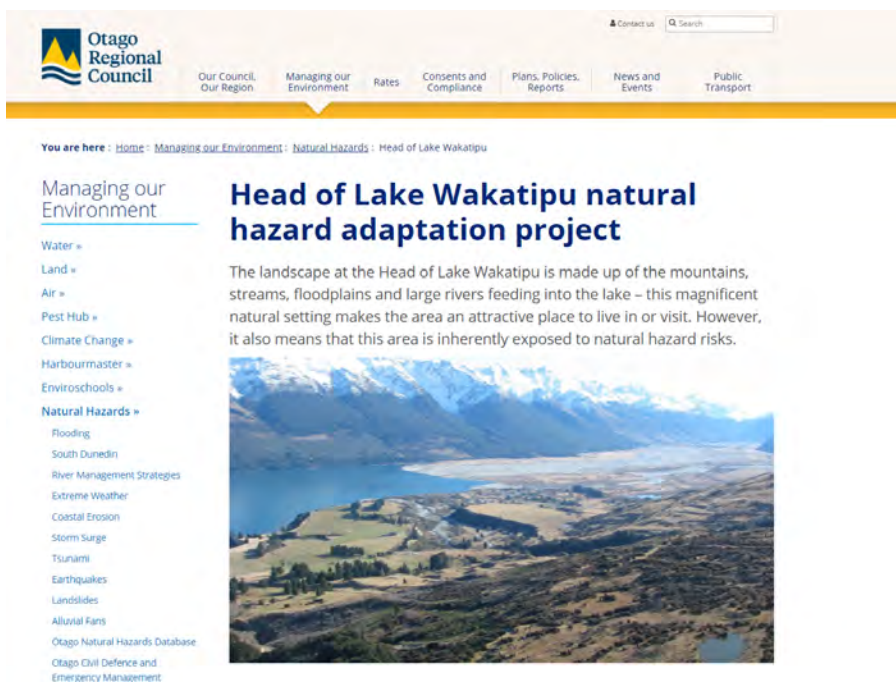 Contact us
Search
Otago
Regional
Council
Our Council,
Our Region
Managing our
Environment
Rates
Consents and
Compliance
Plans, Policies,
Reports
News and
Events
Public
Transport
You are here : Home : Managing our Environment : Natural Hazards : Head of Lake Wakatipu
Managing our
Environment
Water »
Land »
Air »
Pest Hub »
Climate Change »
Harbourmaster »
Enviroschools »
Natural Hazards »
Flooding
South Dunedin
River Management Strategies
Extreme Weather
Coastal Erosion
Storm Surge
Tsunami
Earthquakes
Landslides
Alluvial Fans
Otago Natural Hazards Database
Otago Civil Defence and
Emergency Management
Head of Lake Wakatipu natural
hazard adaptation project
The landscape at the Head of Lake Wakatipu is made up of the mountains,
streams, floodplains and large rivers feeding into the lake – this magnificent
natural setting makes the area an attractive place to live in or visit. However,
it also means that this area is inherently exposed to natural hazard risks.